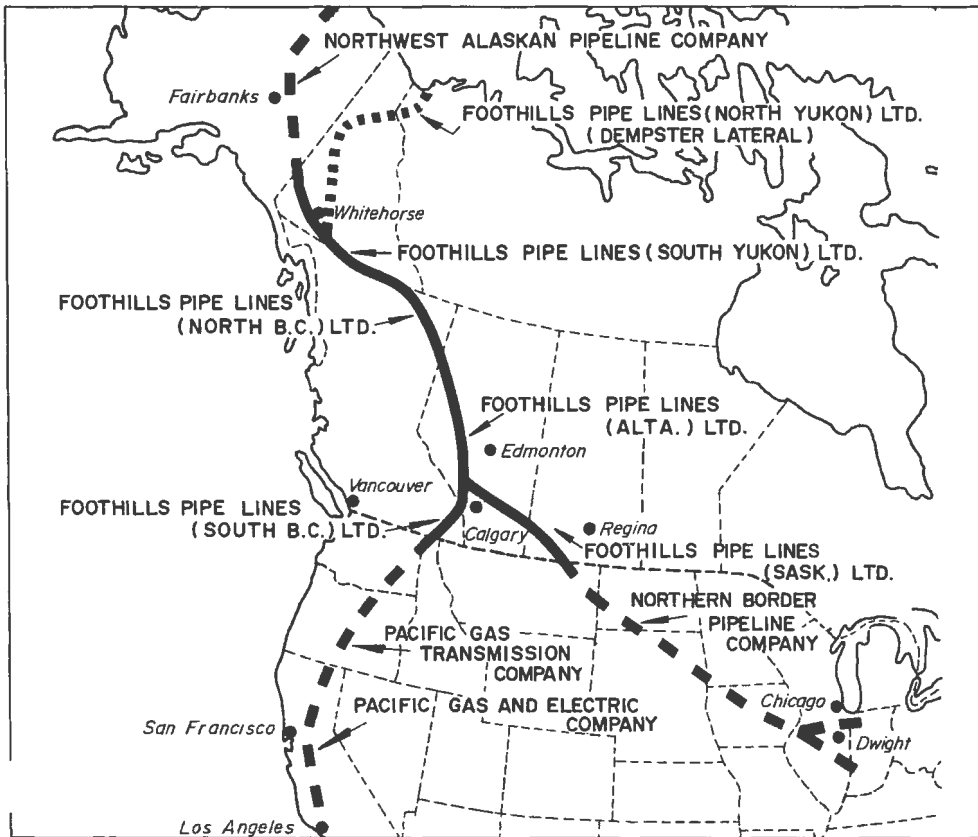 NORTHWEST ALASKAN PIPELINE COMPANY
Fairbanks
FOOTHILLS PIPE LINES (NORTH YUKON) LTD.
(DEMPSTER LATERAL)
Whitehorse
FOOTHILLS PIPE LINES (SOUTH YUKON) LTD.
FOOTHILLS PIPE LINES
(NORTH B.C.) LTD.
FOOTHILLS PIPE LINES
(ALTA.) LTD.
Edmonton
Vancouver
FOOTHILLS PIPE LINES
(SOUTH B.C.) LTD.
Calgary
Regina
FOOTHILLS PIPE LINES
(SASK.) LTD.
NORTHERN BORDER
PIPELINE
COMPANY
PACIFIC GAS
TRANSMISSION
COMPANY
Chicago
PACIFIC GAS AND ELECTRIC
COMPANY
San Francisco
Dwight
Los Angeles